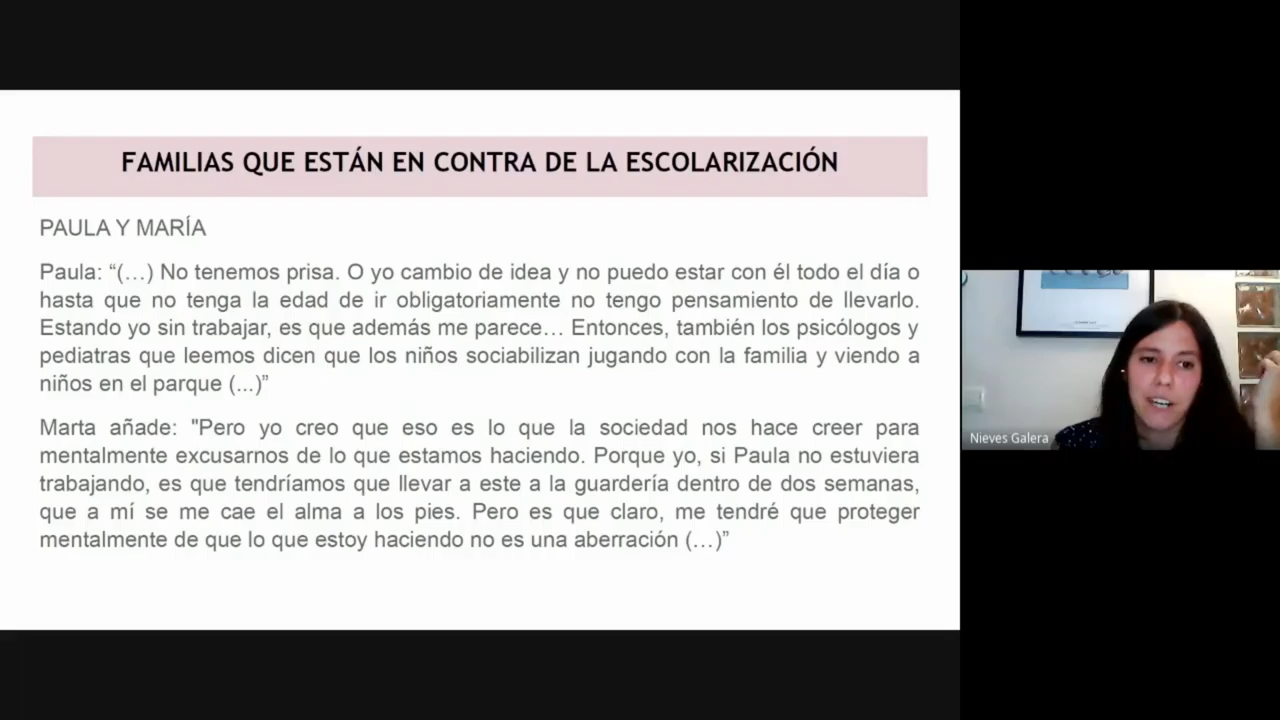 FAMILIAS QUE ESTÁN EN CONTRA DE LA ESCOLARIZACIÓN
PAULA Y MARÍA
Paula: “(…) No tenemos prisa. O yo cambio de idea y no puedo estar con él todo el día o
hasta que no tenga la edad de ir obligatoriamente no tengo pensamiento de llevarlo.
Estando yo sin trabajar, es que además me parece… Entonces, también los psicólogos y
pediatras que leemos dicen que los niños sociabilizan jugando con la familia y viendo a
niños en el parque (...)”
Marta añade: "Pero yo creo que eso es lo que la sociedad nos hace creer para
mentalmente excusarnos de lo que estamos haciendo. Porque yo, si Paula no estuviera
trabajando, es que tendríamos que llevar a este a la guardería dentro de dos semanas,
que a mí se me cae el alma a los pies. Pero es que claro, me tendré que proteger
mentalmente de que lo que estoy haciendo no es una aberración (…)”
Nieves Galera